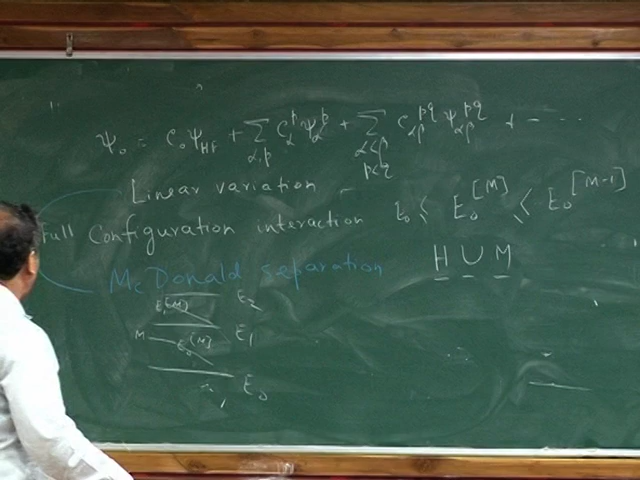 Ψ₀ = C₀Ψ_HF + Σ_{α,p} C_α^p Ψ_α^p + Σ_{α<β, p<q} C_{αβ}^{pq} Ψ_{αβ}^{pq} + - - - . .
Linear variation
Full Configuration interaction E₀ ≤ E₀^[M] ≤ E₀^[M-1]
McDonald separation H U M
E₁^[M] E₂
M E₁
E₀^[M]
E₀